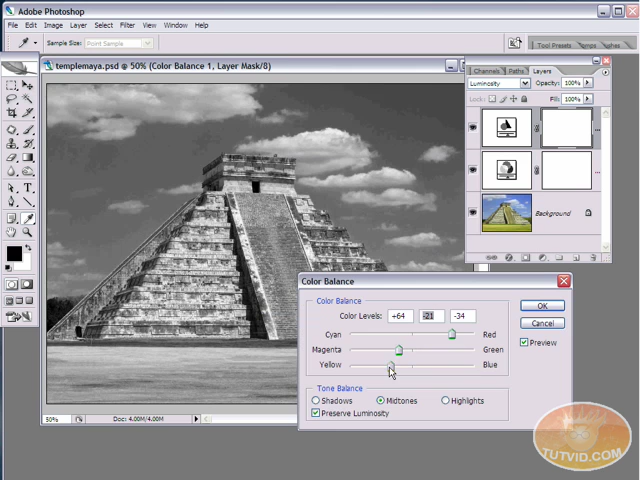 Adobe Photoshop
File Edit Image Layer Select Filter View Window Help
Sample Size: Point Sample
Tool Presets
templemaya.psd @ 50% (Color Balance 1, Layer Mask/8)
Channels Paths Layers
Luminosity Opacity: 100%
Lock: Fill: 100%
Background
Color Balance
Color Balance
Color Levels: +64 -21 -34
Cyan Red
Magenta Green
Yellow Blue
OK
Cancel
Preview
Tone Balance
Shadows Midtones Highlights
Preserve Luminosity
50% Doc: 4.00M/4.00M
TUTVID.COM